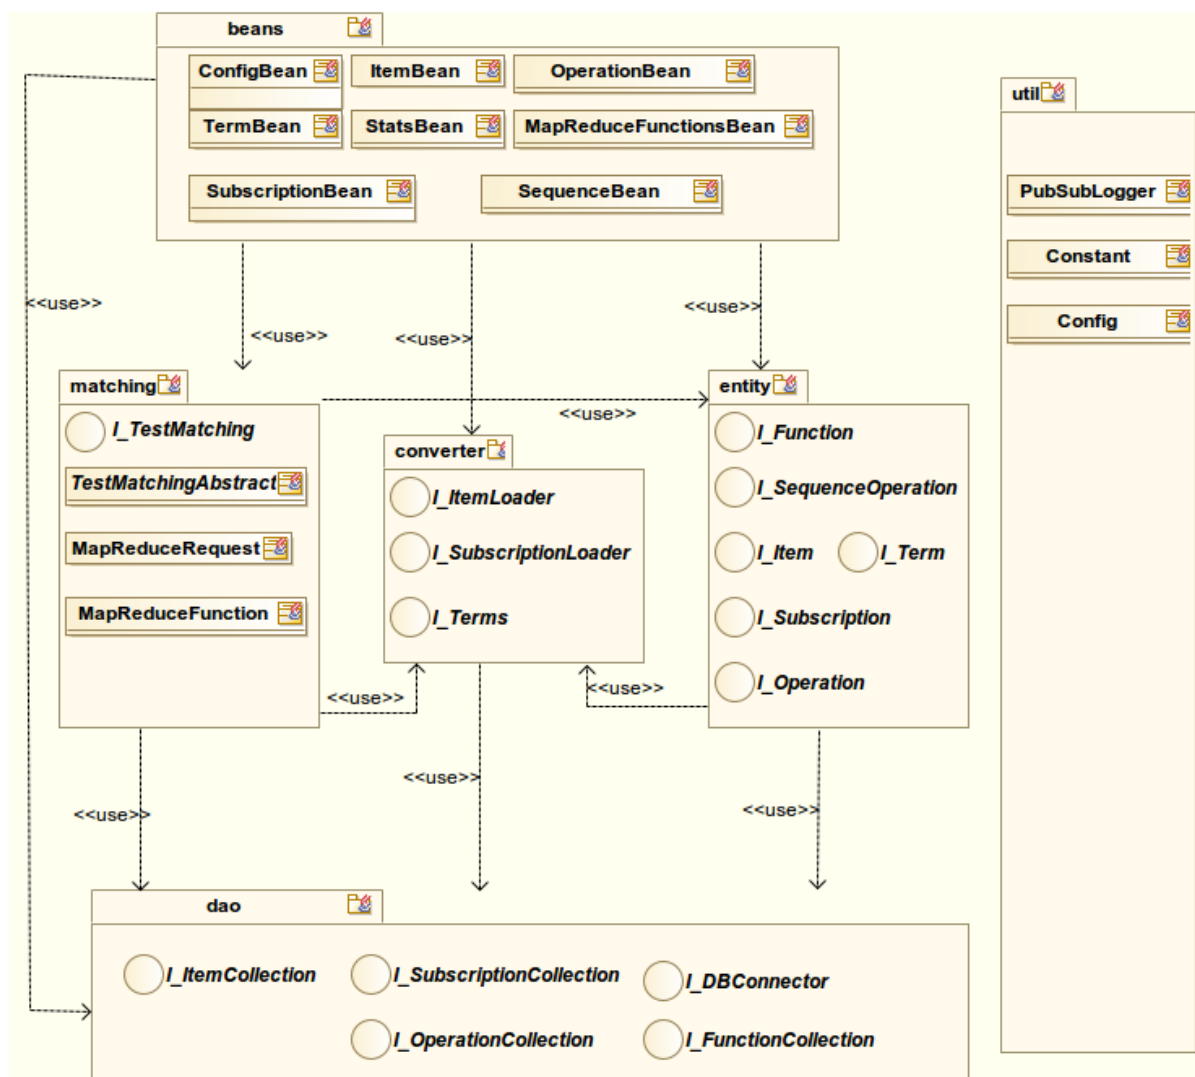 beans
ConfigBean
ItemBean
OperationBean
TermBean
StatsBean
MapReduceFunctionsBean
SubscriptionBean
SequenceBean
util
PubSubLogger
Constant
Config
<<use>>
<<use>>
<<use>>
<<use>>
matching
I_TestMatching
TestMatchingAbstract
MapReduceRequest
MapReduceFunction
<<use>>
converter
I_ItemLoader
I_SubscriptionLoader
I_Terms
entity
I_Function
I_SequenceOperation
I_Item
I_Term
I_Subscription
I_Operation
<<use>>
<<use>>
<<use>>
<<use>>
<<use>>
dao
I_ItemCollection
I_SubscriptionCollection
I_DBConnector
I_OperationCollection
I_FunctionCollection